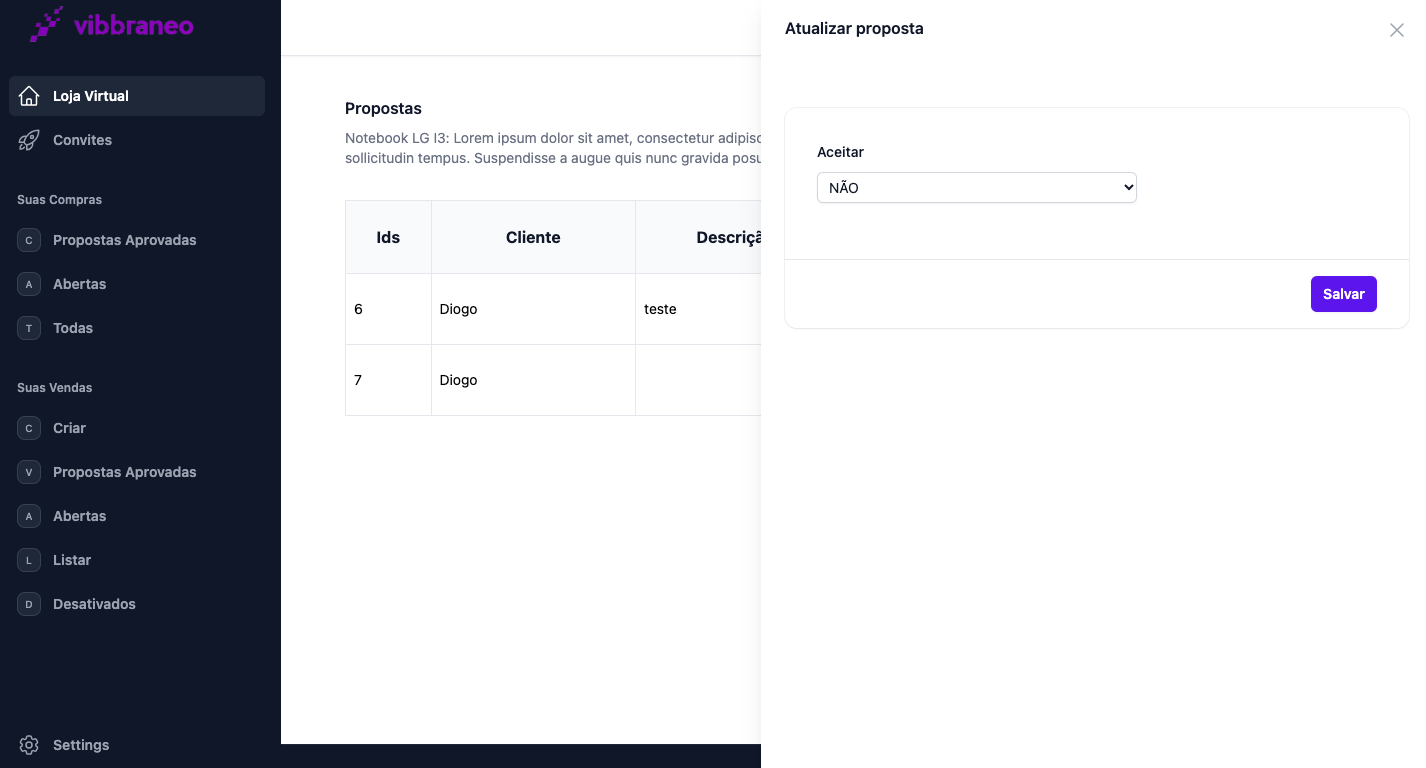 vibbraneo
Loja Virtual
Convites
Suas Compras
C Propostas Aprovadas
A Abertas
T Todas
Suas Vendas
C Criar
V Propostas Aprovadas
A Abertas
L Listar
D Desativados
Settings
Propostas
Notebook LG I3: Lorem ipsum dolor sit amet, consectetur adipisc
sollicitudin tempus. Suspendisse a augue quis nunc gravida posu
Ids Cliente Descriçã
6 Diogo teste
7 Diogo
Atualizar proposta
Aceitar
NÃO
Salvar